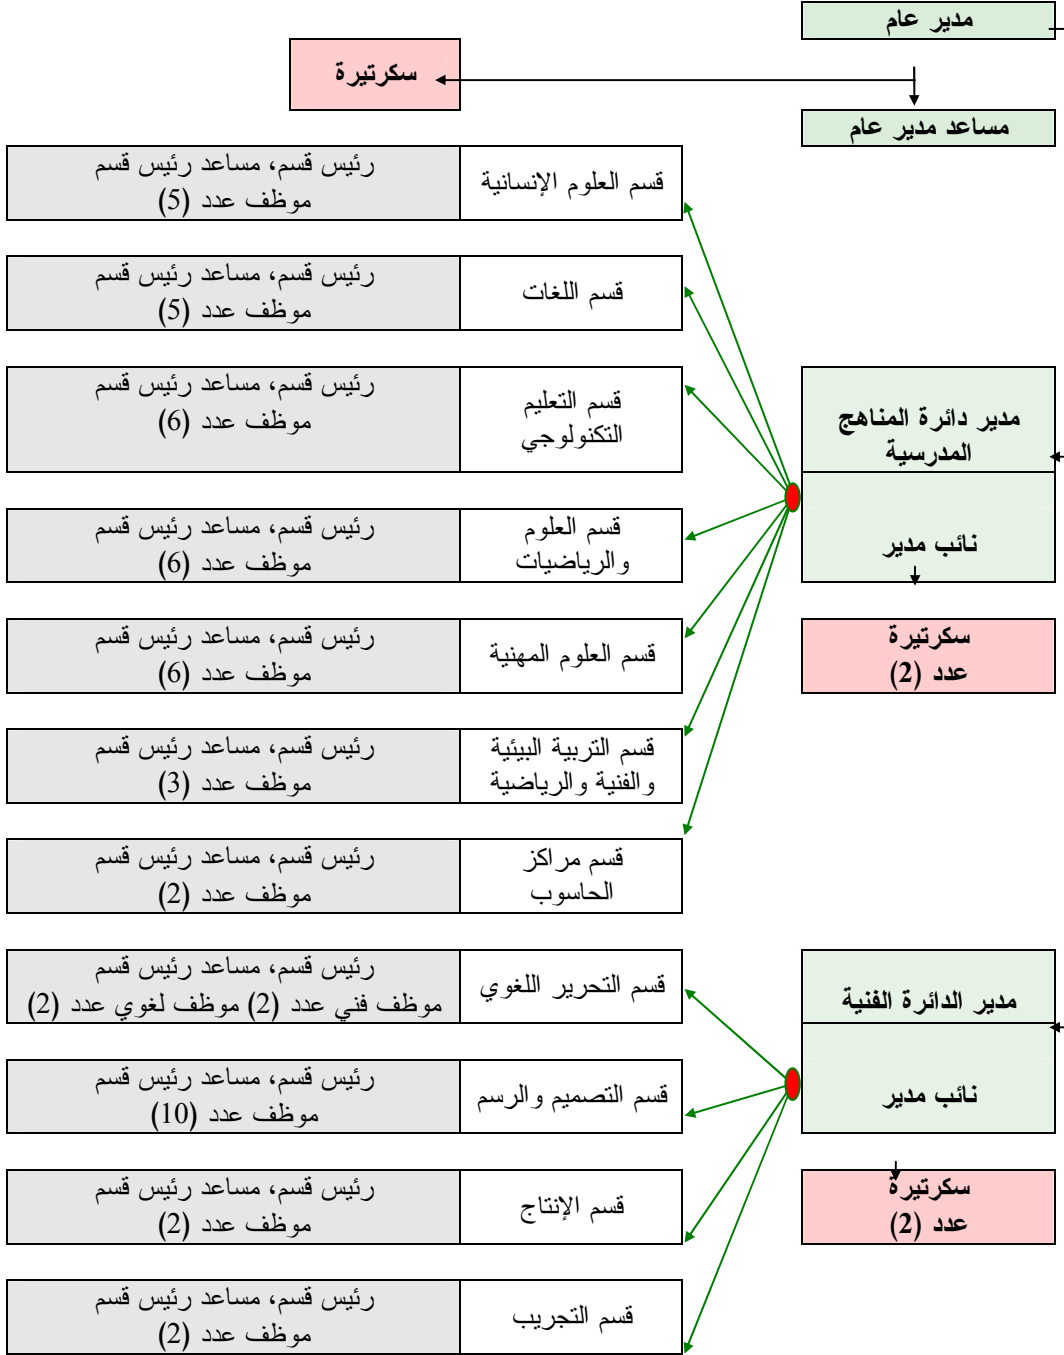 مدير عام
سكرتيرة
مساعد مدير عام
قسم العلوم الإنسانية
رئيس قسم، مساعد رئيس قسم
موظف عدد (5)
قسم اللغات
رئيس قسم، مساعد رئيس قسم
موظف عدد (5)
مدير دائرة المناهج
المدرسية
نائب مدير
قسم التعليم
التكنولوجي
رئيس قسم، مساعد رئيس قسم
موظف عدد (6)
قسم العلوم
والرياضيات
رئيس قسم، مساعد رئيس قسم
موظف عدد (6)
سكرتيرة
عدد (2)
قسم العلوم المهنية
رئيس قسم، مساعد رئيس قسم
موظف عدد (6)
قسم التربية البيئية
والفنية والرياضية
رئيس قسم، مساعد رئيس قسم
موظف عدد (3)
قسم مراكز
الحاسوب
رئيس قسم، مساعد رئيس قسم
موظف عدد (2)
مدير الدائرة الفنية
نائب مدير
قسم التحرير اللغوي
رئيس قسم، مساعد رئيس قسم
موظف فني عدد (2) موظف لغوي عدد (2)
قسم التصميم والرسم
رئيس قسم، مساعد رئيس قسم
موظف عدد (10)
سكرتيرة
عدد (2)
قسم الإنتاج
رئيس قسم، مساعد رئيس قسم
موظف عدد (2)
قسم التجريب
رئيس قسم، مساعد رئيس قسم
موظف عدد (2)